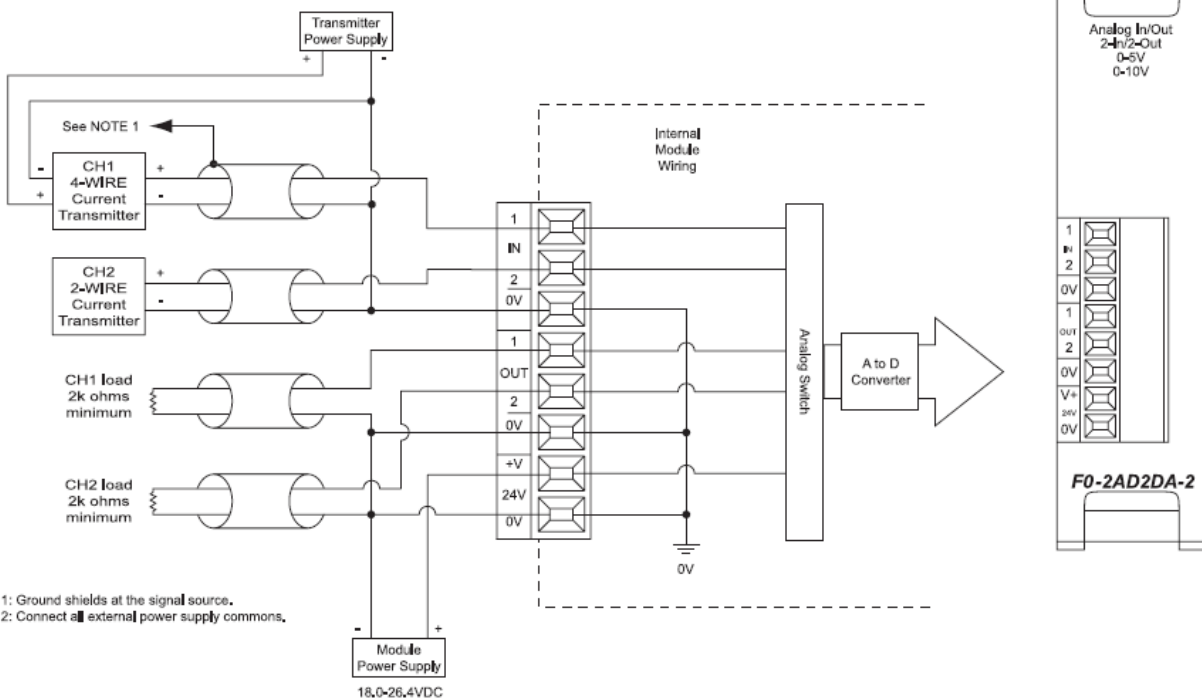 Transmitter
Power Supply
+
-
See NOTE 1
-
+
CH1
4-WIRE
Current
Transmitter
+
-
CH2
2-WIRE
Current
Transmitter
+
-
CH1 load
2k ohms
minimum
CH2 load
2k ohms
minimum
1: Ground shields at the signal source.
2: Connect all external power supply commons.
-
+
Module
Power Supply
18.0-26.4VDC
Internal
Module
Wiring
1
IN
2
0V
1
OUT
2
0V
+V
24V
0V
0V
Analog Switch
A to D
Converter
Analog In/Out
2-In/2-Out
0-5V
0-10V
1
IN
2
0V
1
OUT
2
0V
V+
24V
0V
F0-2AD2DA-2